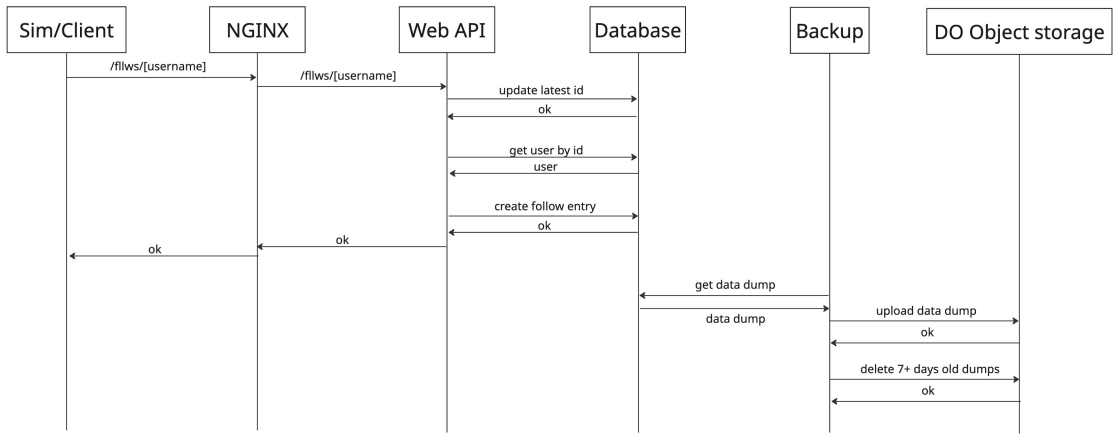 Sim/Client
NGINX
Web API
Database
Backup
DO Object storage
/fllws/[username]
/fllws/[username]
update latest id
ok
get user by id
user
create follow entry
ok
ok
ok
get data dump
data dump
upload data dump
ok
delete 7+ days old dumps
ok